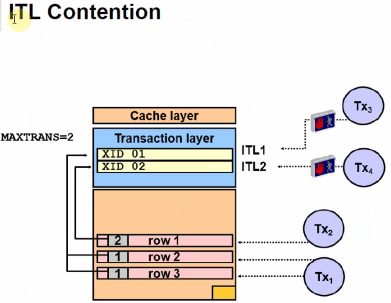 ITL Contention
Cache layer
MAXTRANS=2
Transaction layer
XID 01
XID 02
ITL1
ITL2
Tx3
Tx4
2 row 1
1 row 2
1 row 3
Tx2
Tx1